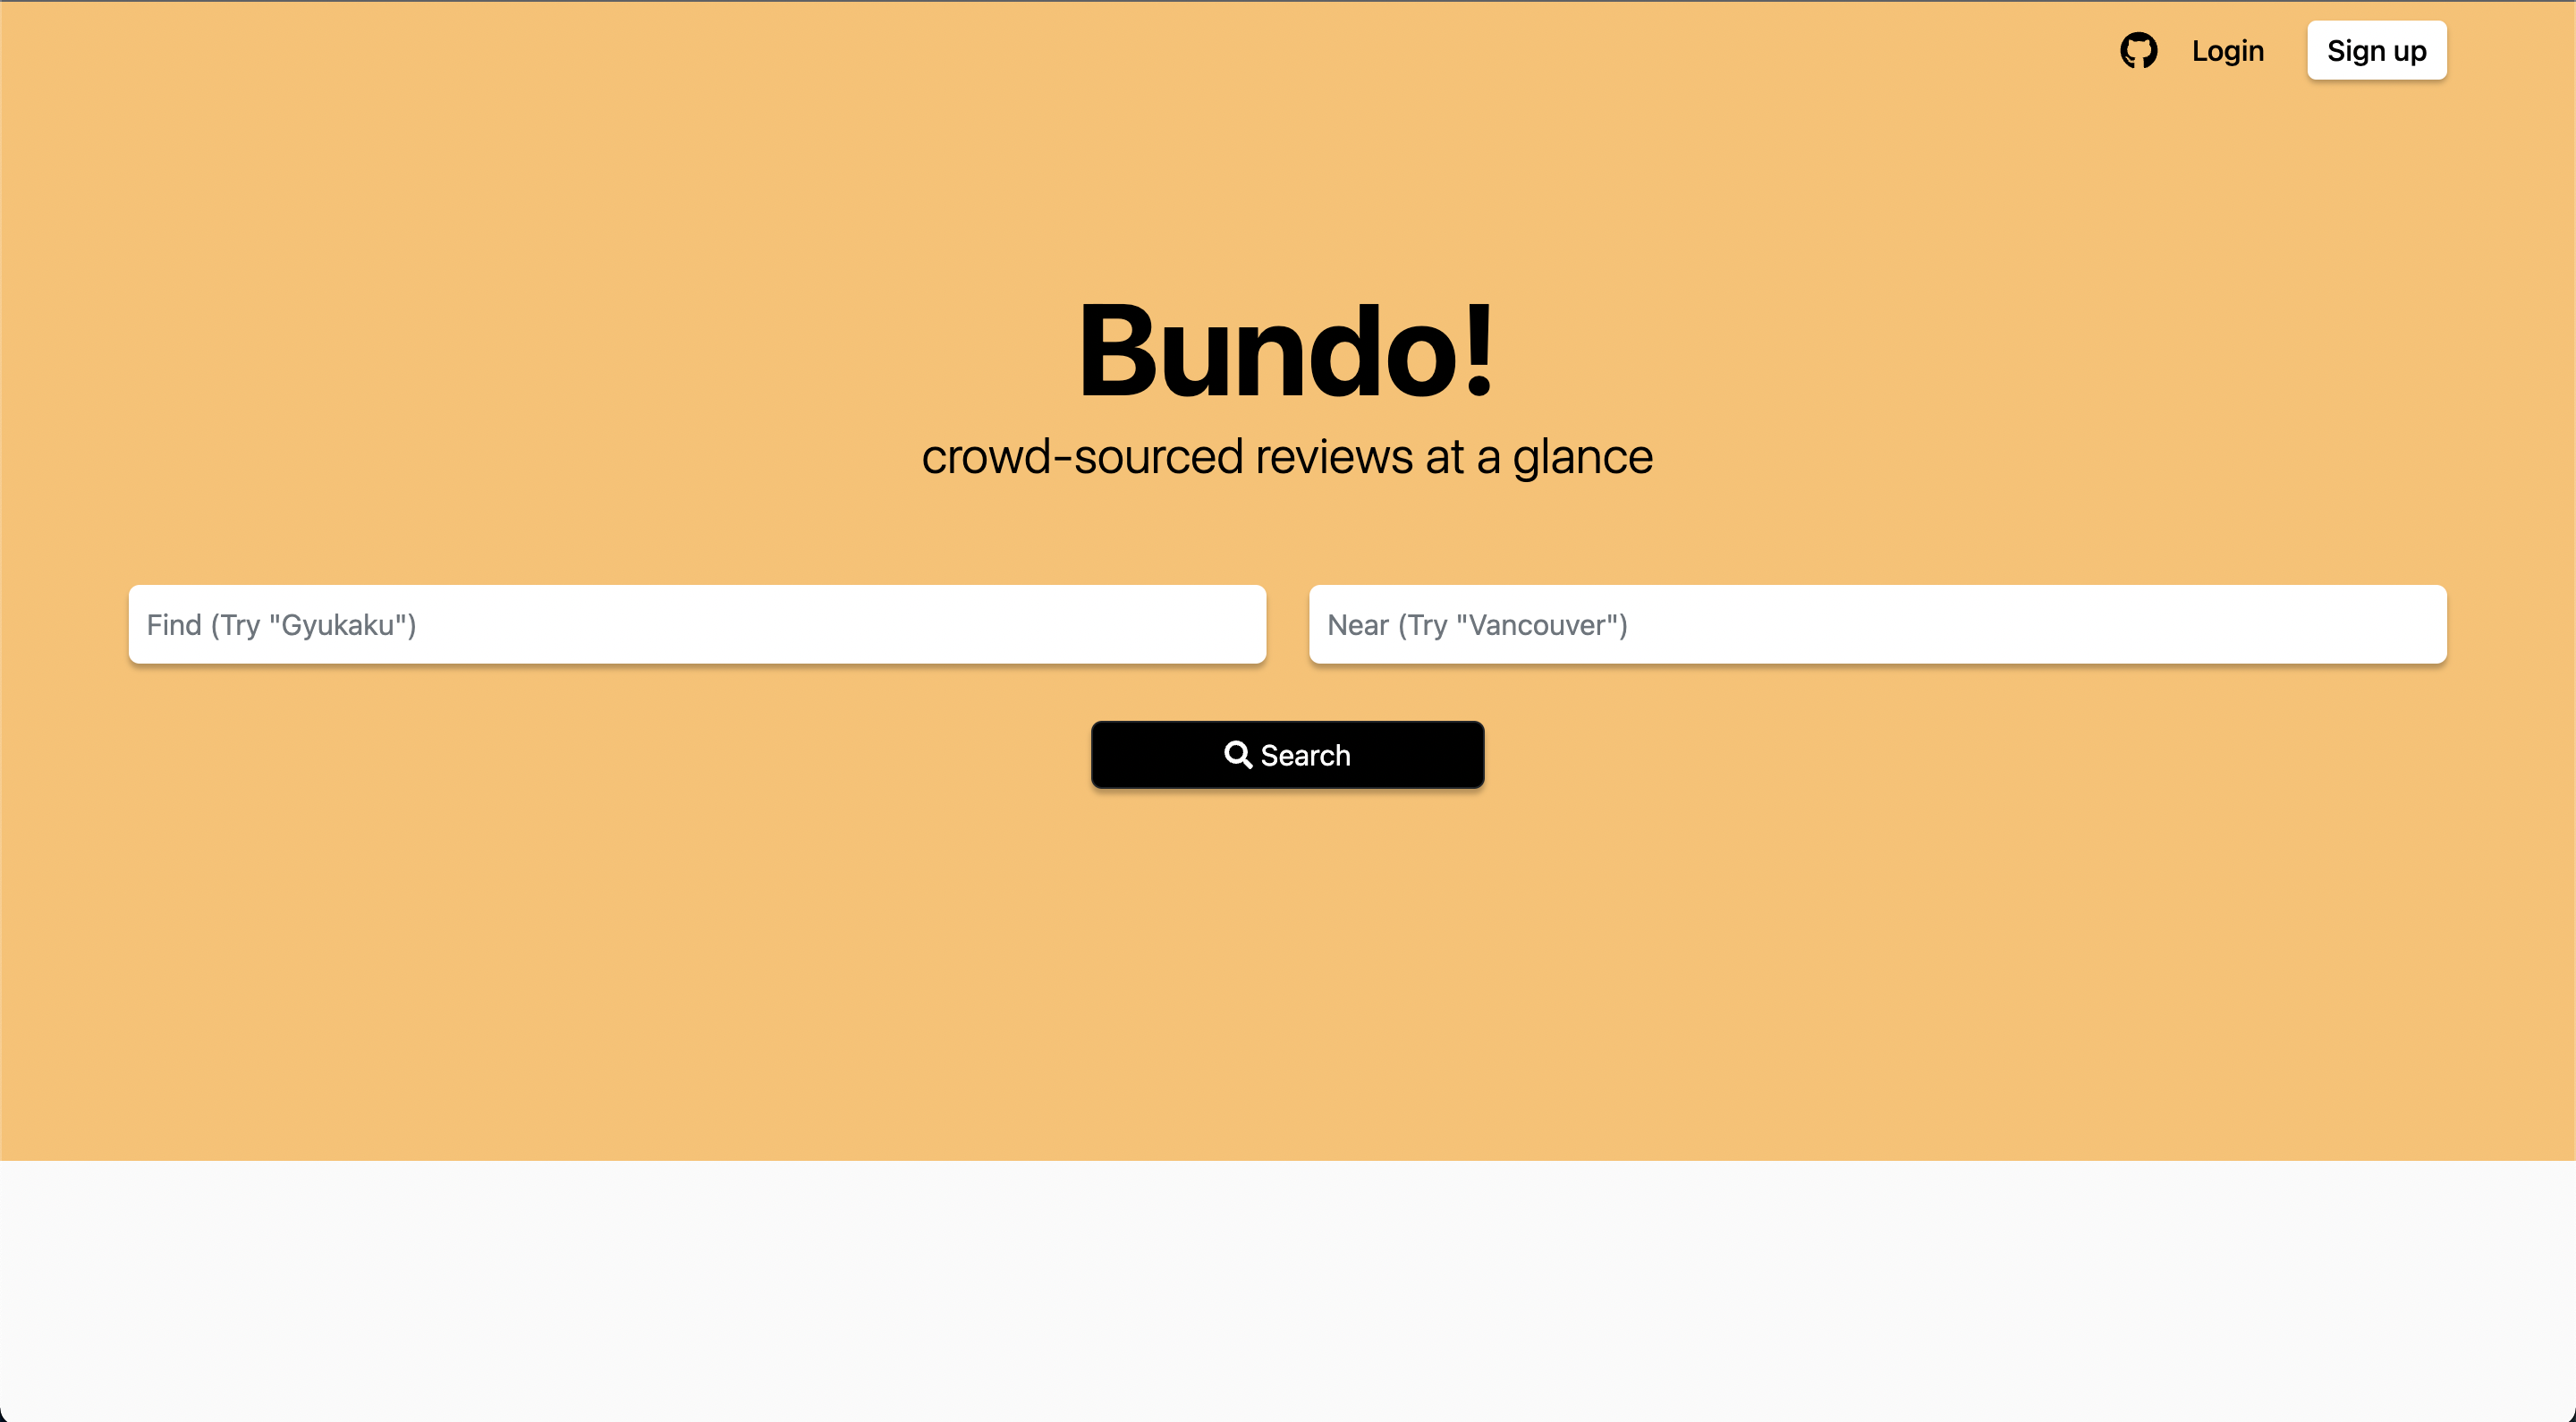 Login Sign up
Bundo!
crowd-sourced reviews at a glance
Find (Try "Gyukaku") Near (Try "Vancouver")
Search